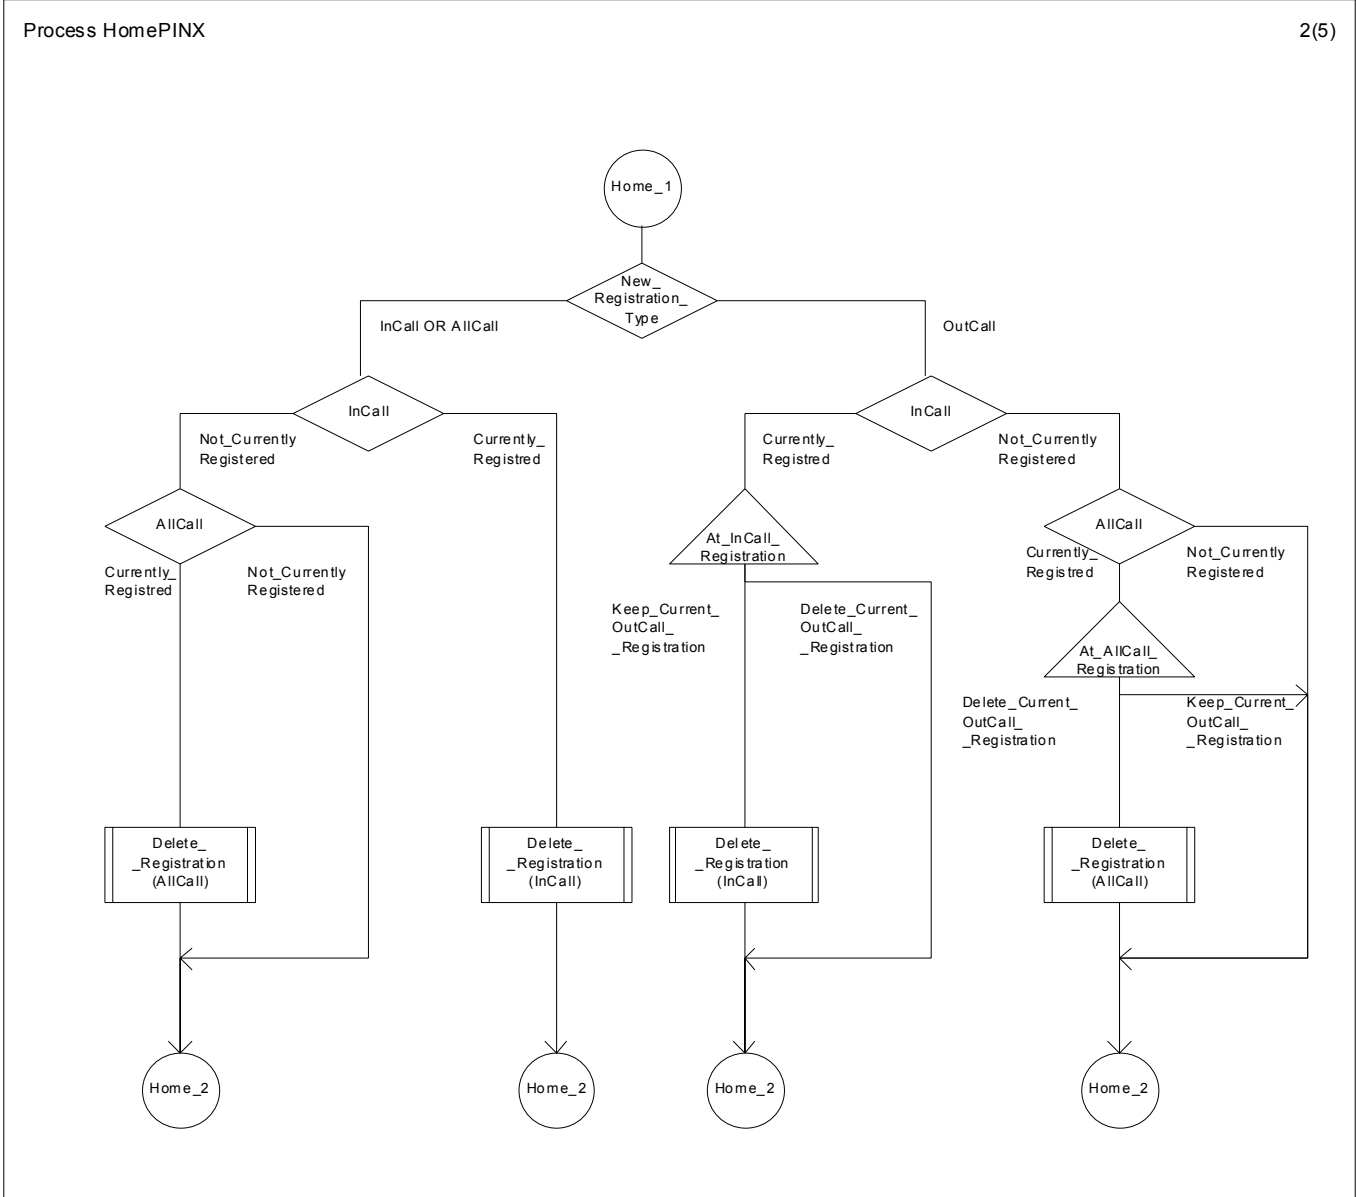 Process HomePINX
2(5)
Home_1
New_
Registration_
Type
InCall OR AllCall
OutCall
InCall
Not_Currently
Registered
Currently_
Registred
InCall
Currently_
Registred
Not_Currently
Registered
AllCall
Currently_
Registred
Not_Currently
Registered
At_InCall_
Registration
Keep_Current_
OutCall_
_Registration
Delete_Current_
OutCall_
_Registration
AllCall
Currently_
Registred
Not_Currently
Registered
At_AllCall_
Registration
Delete_Current_
OutCall_
_Registration
Keep_Current_
OutCall_
_Registration
Delete_
_Registration
(AllCall)
Delete_
_Registration
(InCall)
Delete_
_Registration
(InCall)
Delete_
_Registration
(AllCall)
Home_2
Home_2
Home_2
Home_2